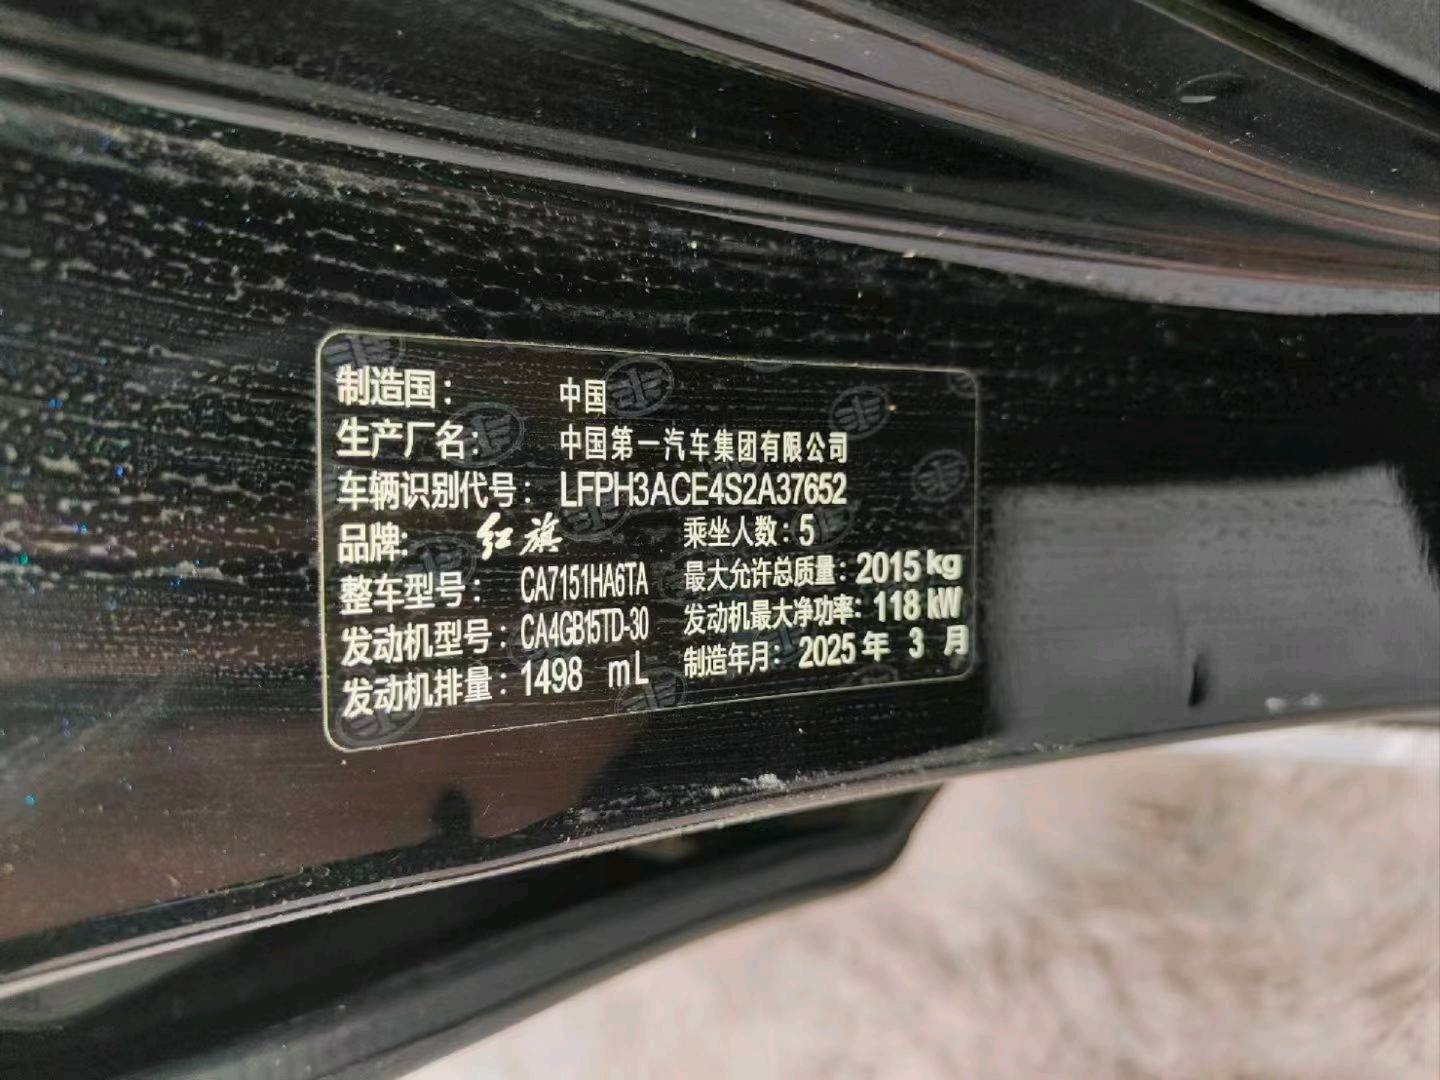 制造国： 中国
生产厂名： 中国第一汽车集团有限公司
车辆识别代号： LFPH3ACE4S2A37652
品牌: 红旗 乘坐人数：5
整车型号： CA7151HA6TA 最大允许总质量：2015 kg
发动机型号：CA4GB15TD-30 发动机最大净功率：118 kW
发动机排量：1498 mL 制造年月：2025 年 3 月